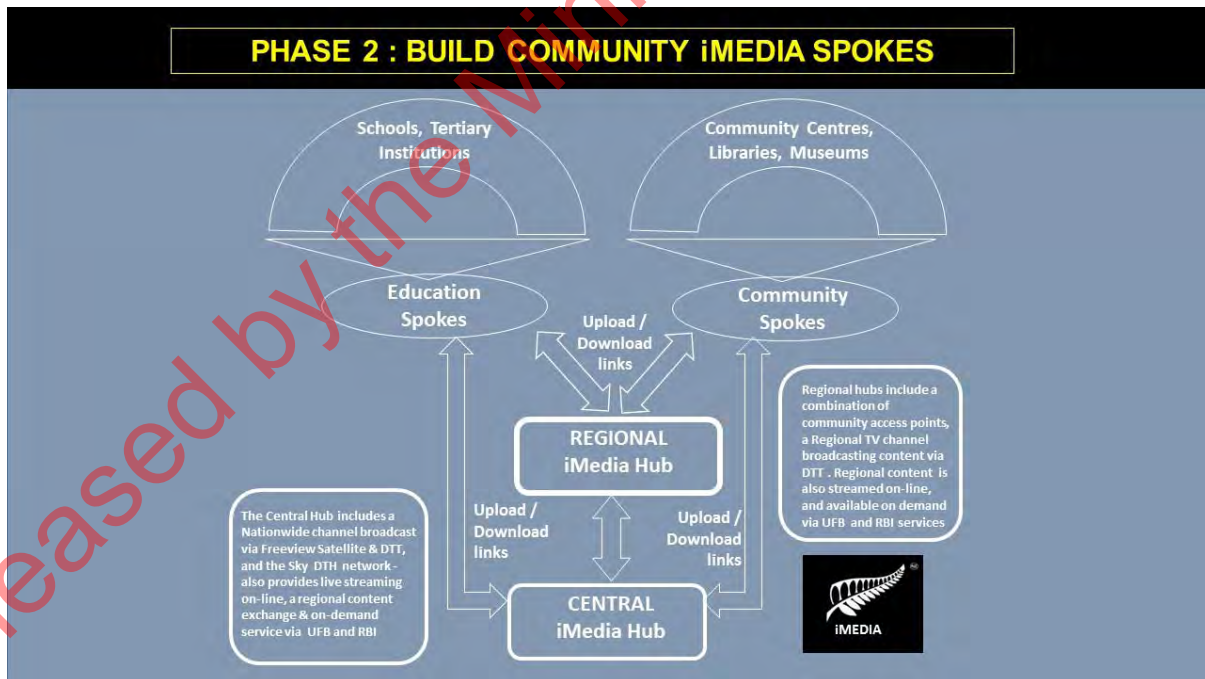 PHASE 2 : BUILD COMMUNITY iMEDIA SPOKES
Schools, Tertiary
Institutions
Community Centres,
Libraries, Museums
Education
Spokes
Community
Spokes
Upload /
Download
links
REGIONAL
iMedia Hub
Regional hubs include a
combination of
community access points,
a Regional TV channel
broadcasting content via
DTT . Regional content is
also streamed on-line,
and available on demand
via UFB and RBI services
The Central Hub includes a
Nationwide channel broadcast
via Freeview Satellite & DTT,
and the Sky DTH network -
also provides live streaming
on-line, a regional content
exchange & on-demand
service via UFB and RBI
Upload /
Download
links
Upload /
Download
links
CENTRAL
iMedia Hub
iMEDIA
eased by the Min